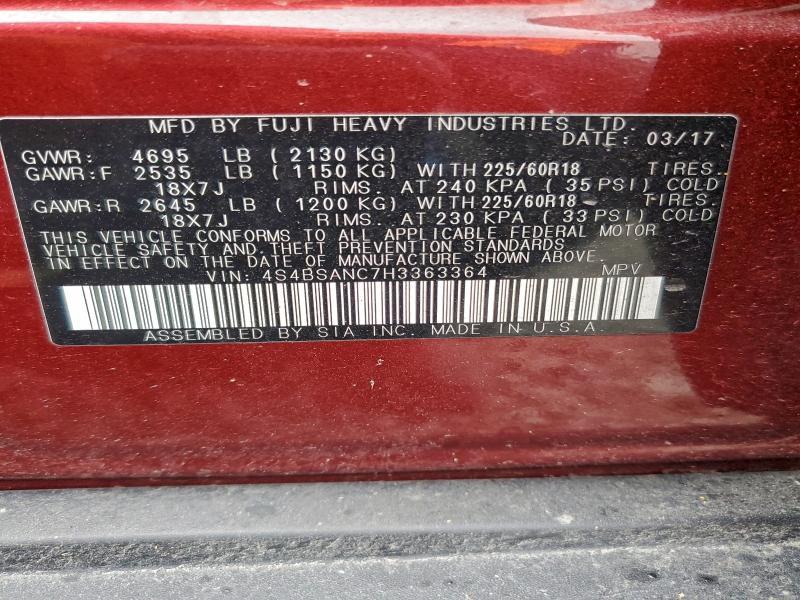 MFD BY FUJI HEAVY INDUSTRIES LTD.
DATE: 03/17
GVWR: 4695 LB ( 2130 KG)
GAWR:F 2535 LB ( 1150 KG) WITH 225/60R18 TIRES.
18X7J RIMS. AT 240 KPA ( 35 PSI) COLD
GAWR:R 2645 LB ( 1200 KG) WITH 225/60R18 TIRES.
18X7J RIMS. AT 230 KPA ( 33 PSI) COLD
THIS VEHICLE CONFORMS TO ALL APPLICABLE FEDERAL MOTOR
VEHICLE SAFETY AND THEFT PREVENTION STANDARDS
IN EFFECT ON THE DATE OF MANUFACTURE SHOWN ABOVE.
VIN: 4S4BSANC7H3363364 MPV
ASSEMBLED BY SIA INC. MADE IN U.S.A.